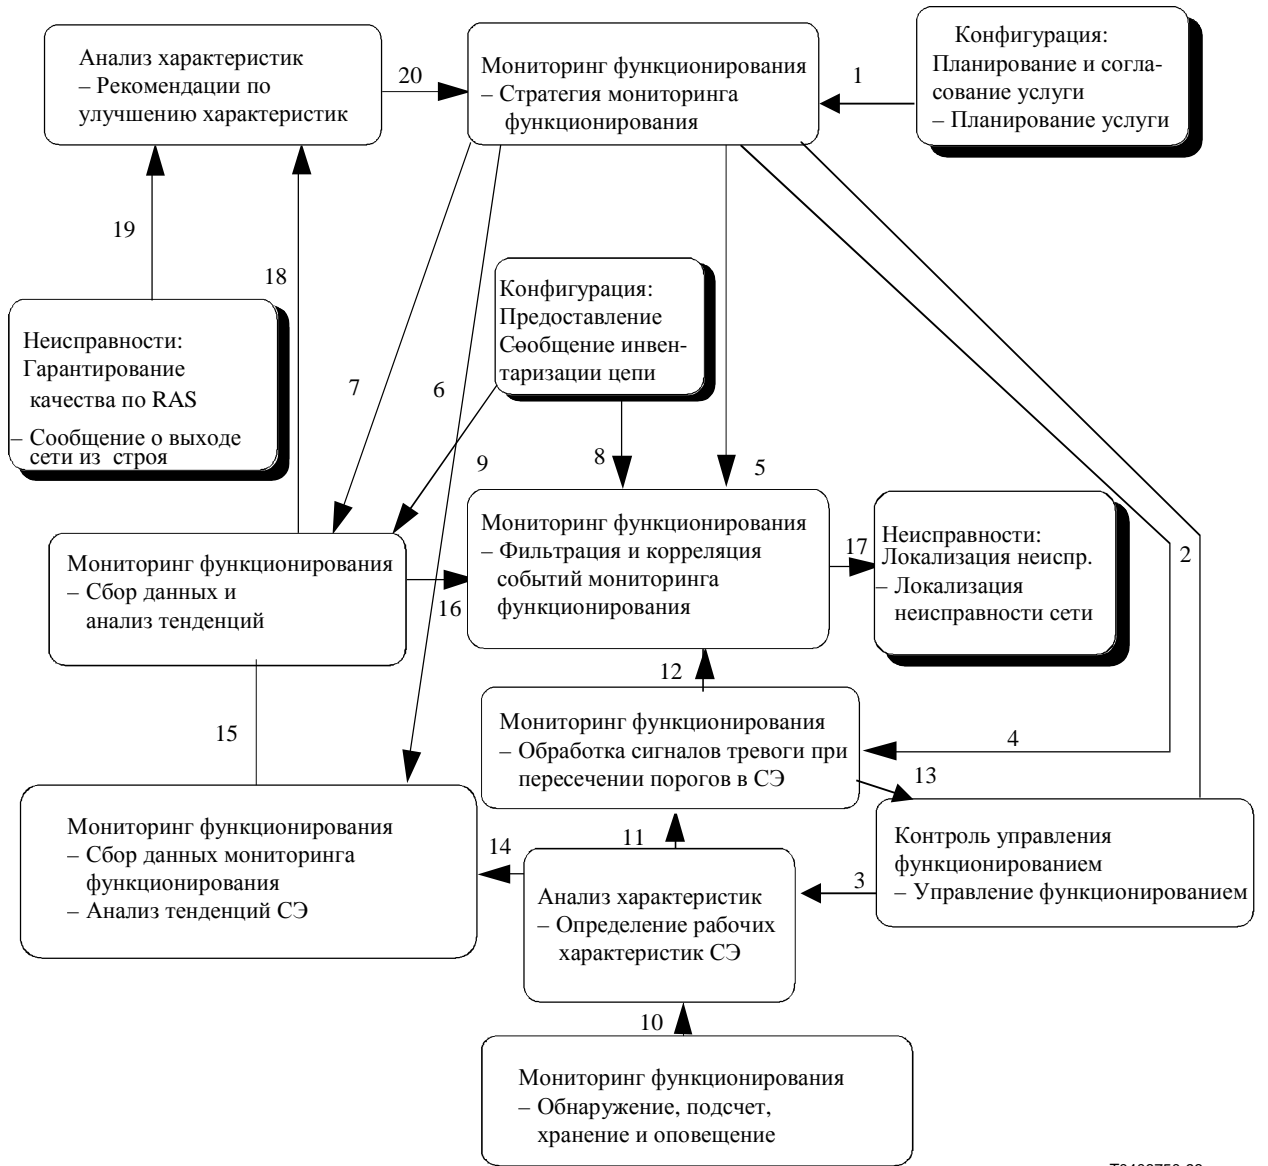 Анализ характеристик
– Рекомендации по
улучшению характеристик
20
Мониторинг функционирования
– Стратегия мониторинга
функционирования
1
Конфигурация:
Планирование и согла-
сование услуги
– Планирование услуги
19
18
Неисправности:
Гарантирование
качества по RAS
– Сообщение о выходе
сети из строя
7
6
Конфигурация:
Предоставление
Сообщение инвен-
таризации цепи
9
8
5
Мониторинг функционирования
– Сбор данных и
анализ тенденций
16
Мониторинг функционирования
– Фильтрация и корреляция
событий мониторинга
функционирования
17
Неисправности:
Локализация неиспр.
– Локализация
неисправности сети
2
12
15
Мониторинг функционирования
– Обработка сигналов тревоги при
пересечении порогов в СЭ
4
13
Мониторинг функционирования
– Сбор данных мониторинга
функционирования
– Анализ тенденций СЭ
14
11
Анализ характеристик
– Определение рабочих
характеристик СЭ
3
Контроль управления
функционированием
– Управление функционированием
10
Мониторинг функционирования
– Обнаружение, подсчет,
хранение и оповещение